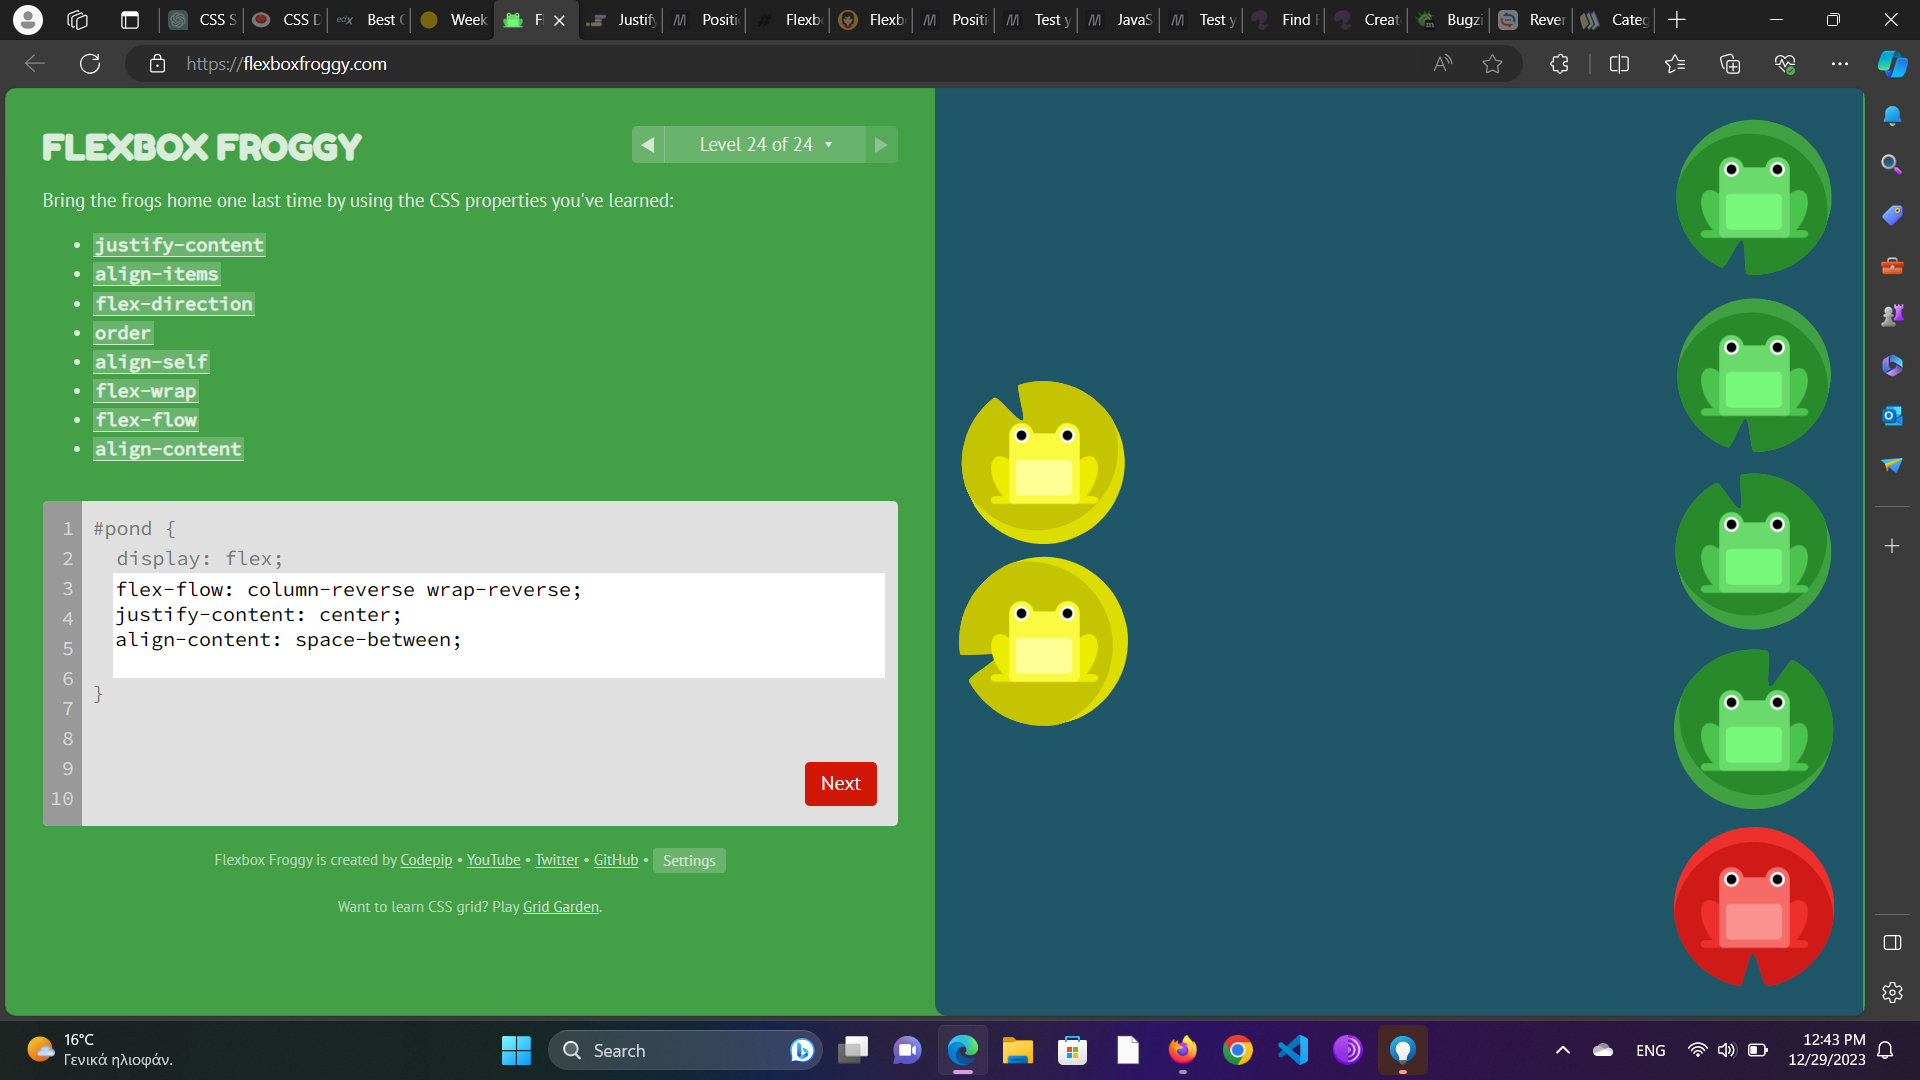 CSS S
CSS D
edX
Best C
Week
Fl
Justify
Positio
Flexbo
Flexb
Positi
Test y
JavaS
Test y
Find F
Creat
Bugzi
Rever
Categ
https://flexboxfroggy.com
FLEXBOX FROGGY
Level 24 of 24
Bring the frogs home one last time by using the CSS properties you've learned:
justify-content
align-items
flex-direction
order
align-self
flex-wrap
flex-flow
align-content
1 #pond {
2 display: flex;
3 flex-flow: column-reverse wrap-reverse;
4 justify-content: center;
5 align-content: space-between;
6 }
7
8
9
10
Next
Flexbox Froggy is created by Codepip • YouTube • Twitter • GitHub • Settings
Want to learn CSS grid? Play Grid Garden.
16°C
Γενικά ηλιοφάν.
Search
ENG
12:43 PM
12/29/2023